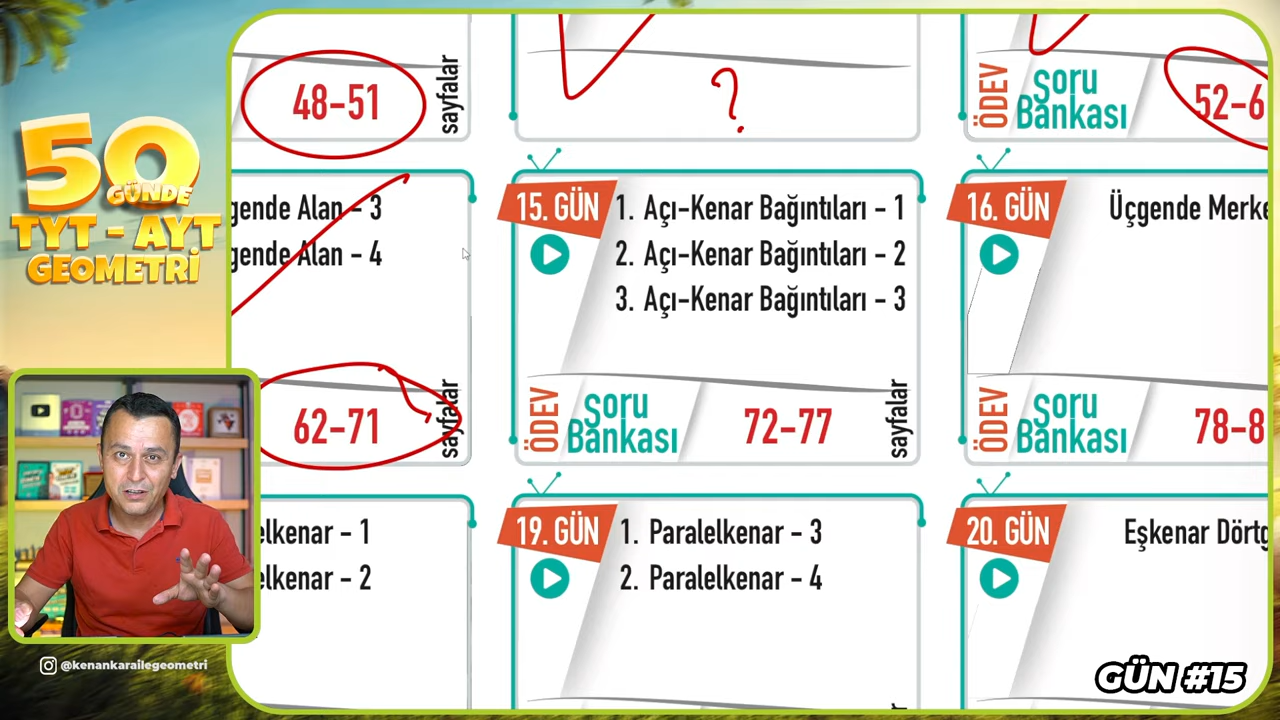 50
GÜNDE
TYT - AYT
GEOMETRİ
48-51
sayfalar
?
ÖDEV
Soru
Bankası
52-6
gende Alan - 3
gende Alan - 4
62-71
sayfalar
15. GÜN
1. Açı-Kenar Bağıntıları - 1
2. Açı-Kenar Bağıntıları - 2
3. Açı-Kenar Bağıntıları - 3
ÖDEV
Soru
Bankası
72-77
sayfalar
16. GÜN
Üçgende Merke
ÖDEV
Soru
Bankası
78-8
elkenar - 1
elkenar - 2
19. GÜN
1. Paralelkenar - 3
2. Paralelkenar - 4
20. GÜN
Eşkenar Dörtg
@kenankarailegeometri
GÜN #15